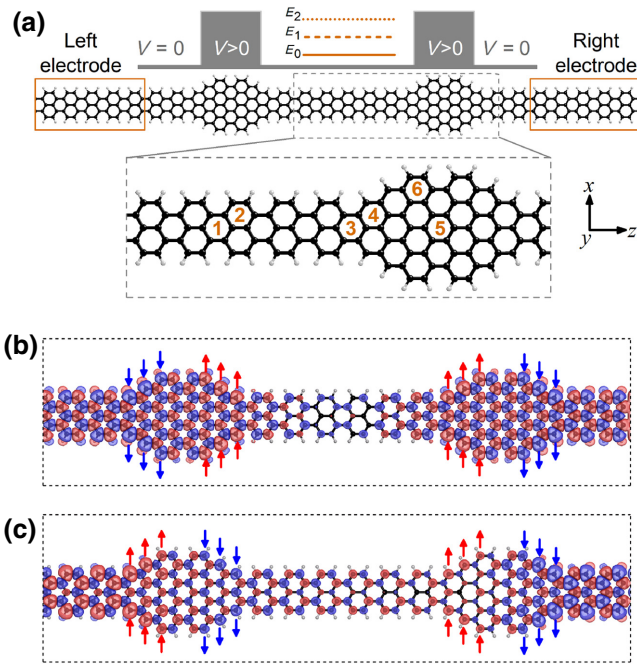 (a)
E2
E1
E0
Left
electrode
V = 0
V>0
V>0
V = 0
Right
electrode
1
2
3
4
5
6
x
y
z
(b)
(c)